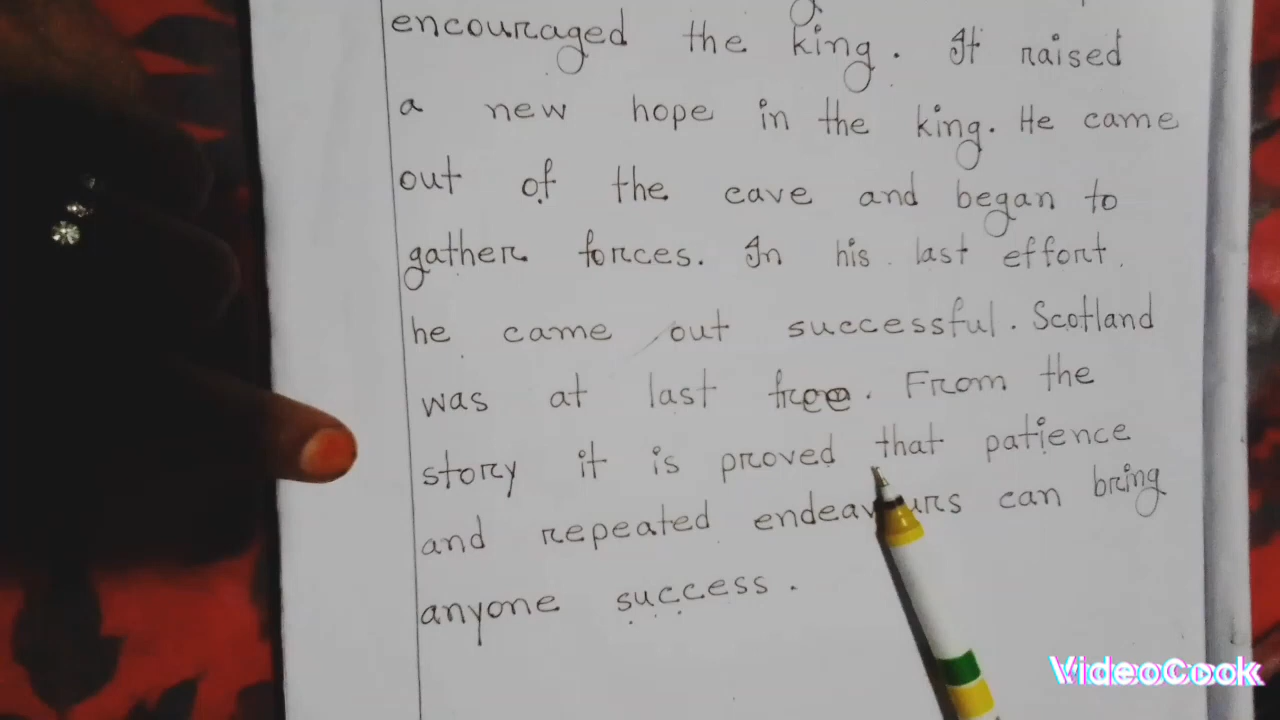 encouraged the king. It raised
a new hope in the king. He came
out of the cave and began to
gather forces. In his last effort
he came out successful. Scotland
was at last free. From the
story it is proved that patience
and repeated endeavours can bring
anyone success.
VideoCook